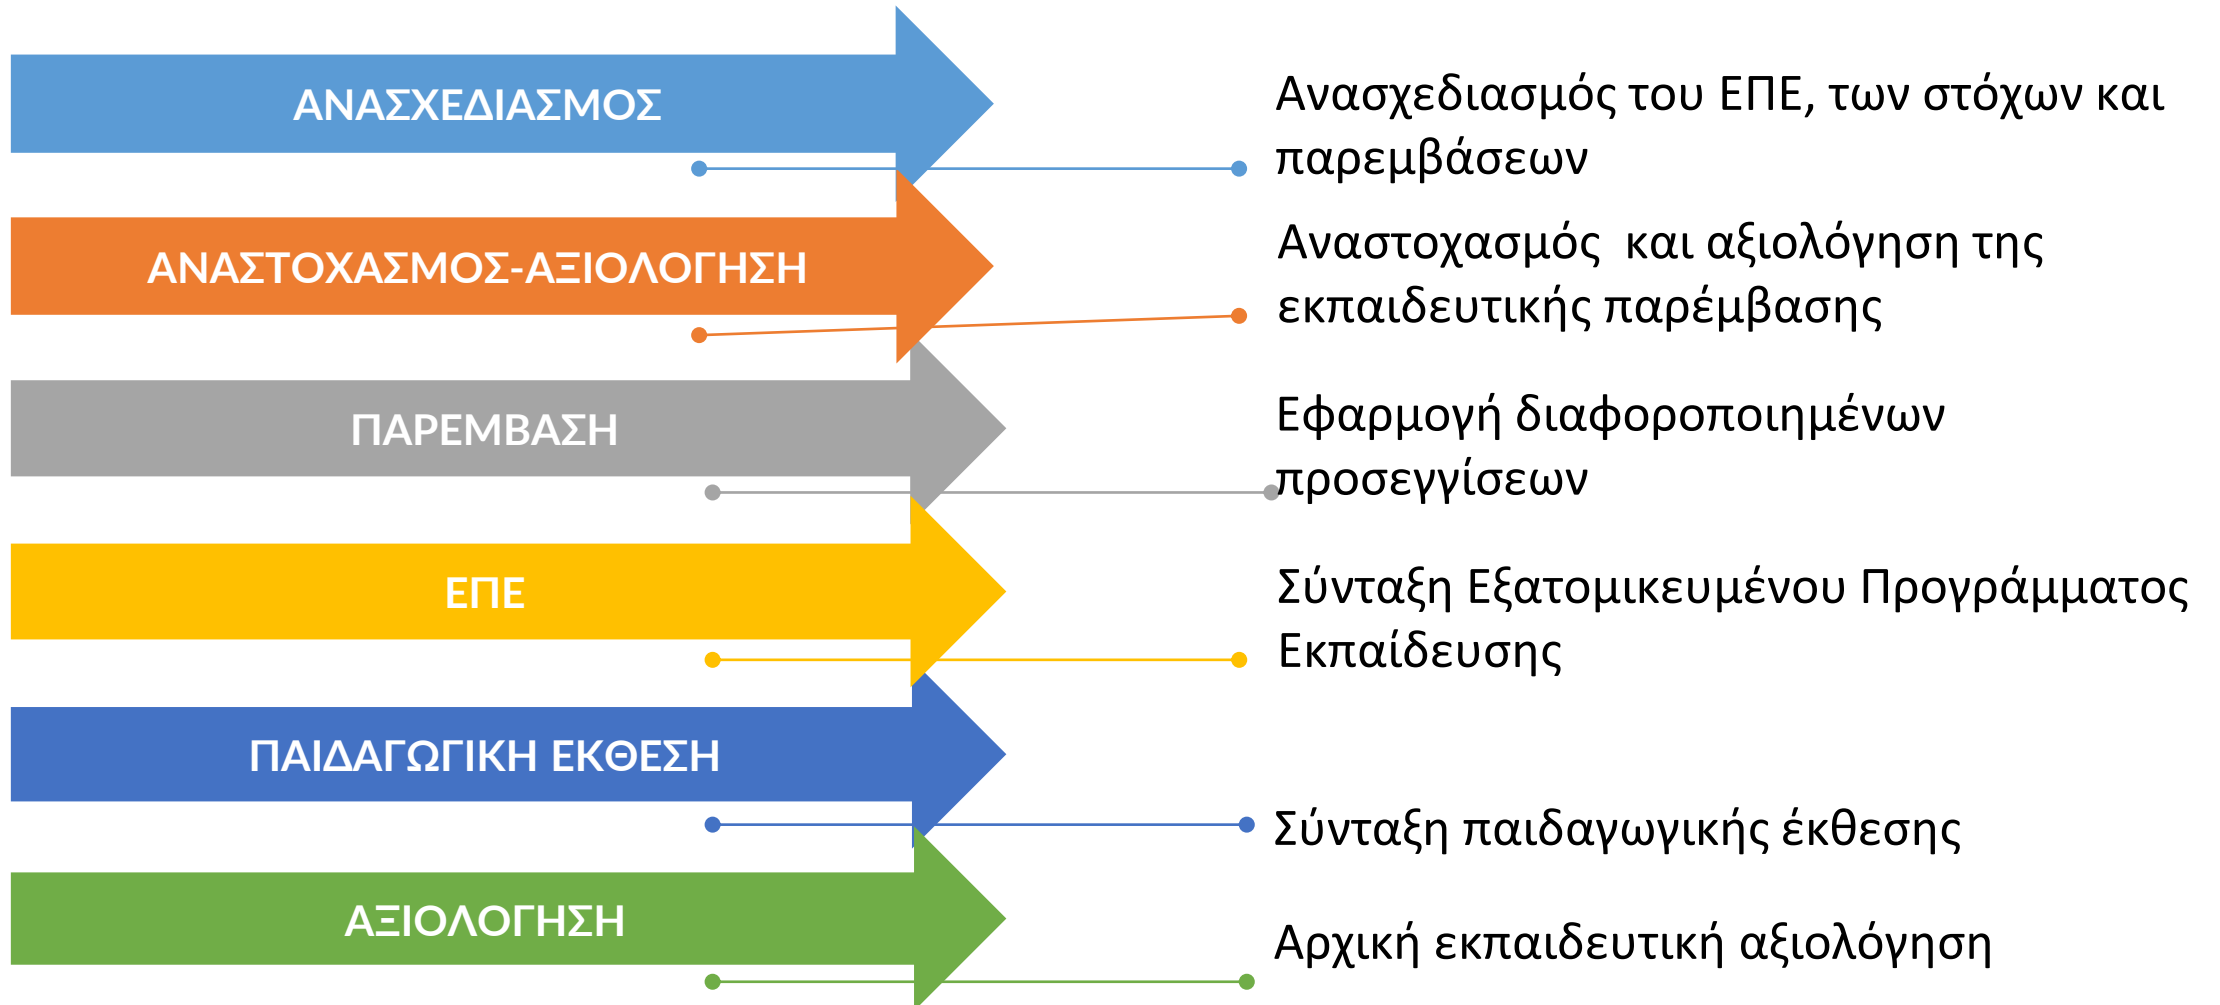 ΑΝΑΣΧΕΔΙΑΣΜΟΣ
Ανασχεδιασμός του ΕΠΕ, των στόχων και
παρεμβάσεων
ΑΝΑΣΤΟΧΑΣΜΟΣ-ΑΞΙΟΛΟΓΗΣΗ
Αναστοχασμός  και αξιολόγηση της
εκπαιδευτικής παρέμβασης
ΠΑΡΕΜΒΑΣΗ
Εφαρμογή διαφοροποιημένων
προσεγγίσεων
ΕΠΕ
Σύνταξη Εξατομικευμένου Προγράμματος
Εκπαίδευσης
ΠΑΙΔΑΓΩΓΙΚΗ ΕΚΘΕΣΗ
Σύνταξη παιδαγωγικής έκθεσης
ΑΞΙΟΛΟΓΗΣΗ
Αρχική εκπαιδευτική αξιολόγηση